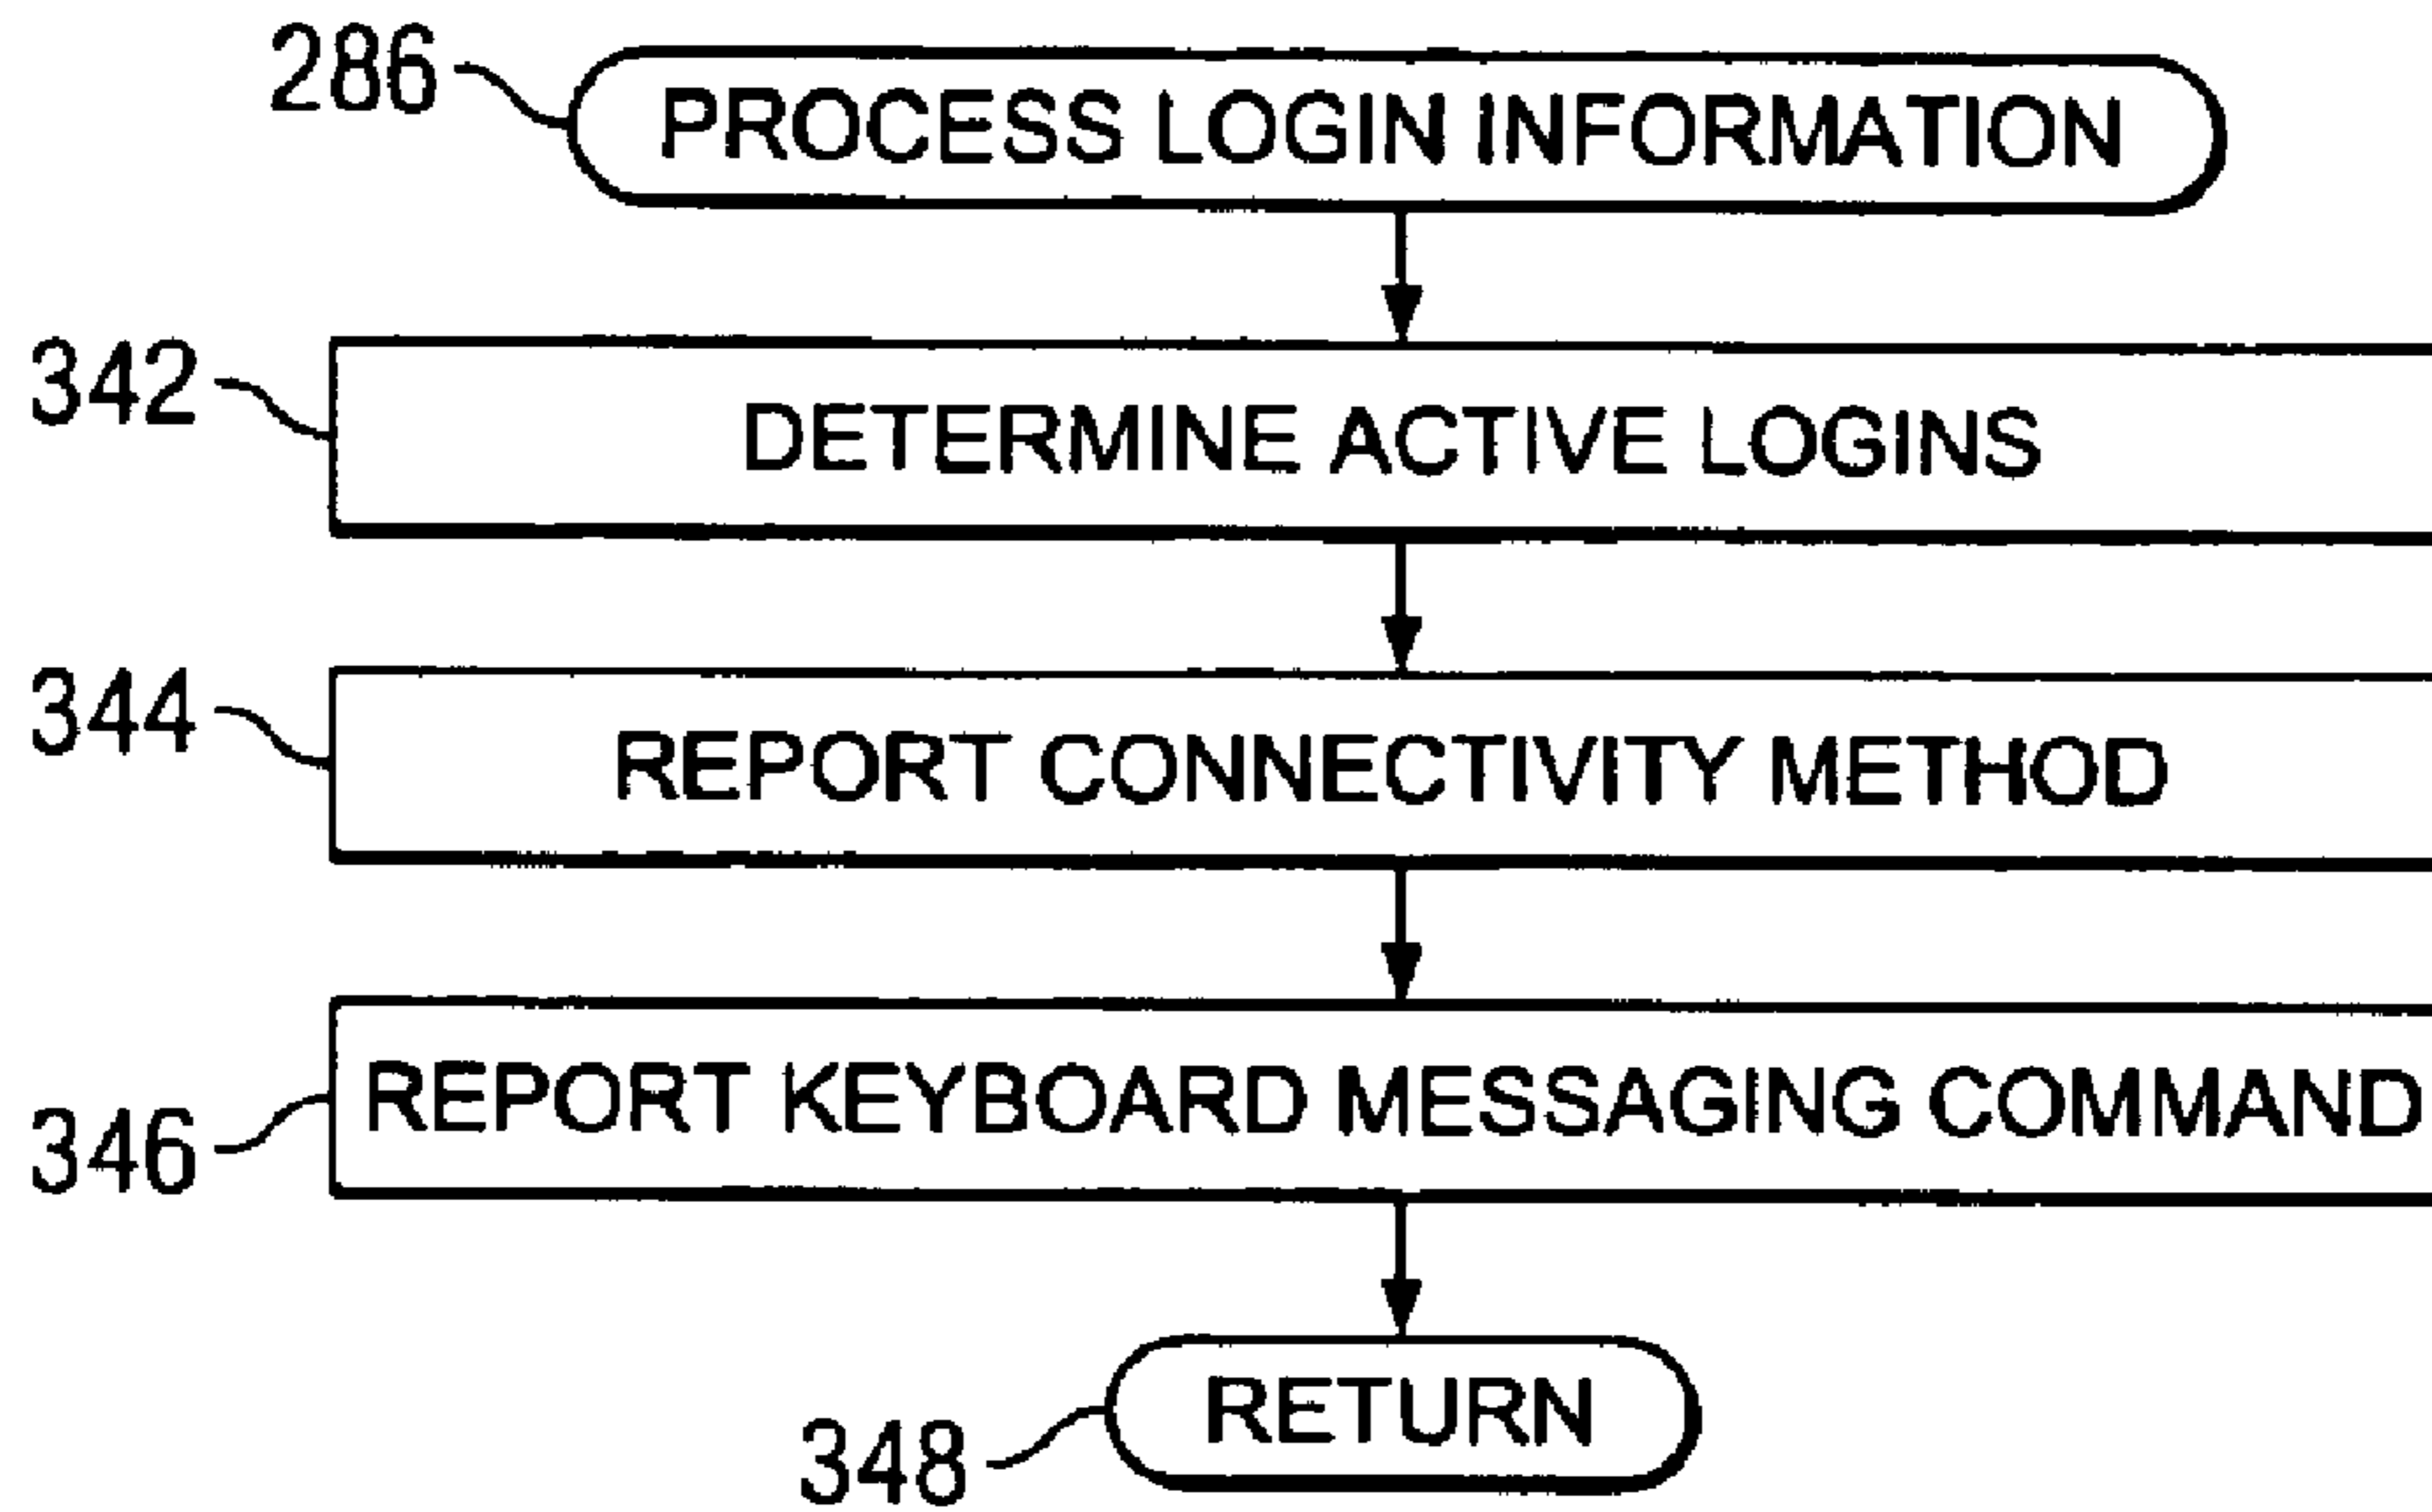 286 PROCESS LOGIN INFORMATION
342 DETERMINE ACTIVE LOGINS
344 REPORT CONNECTIVITY METHOD
346 REPORT KEYBOARD MESSAGING COMMAND
348 RETURN